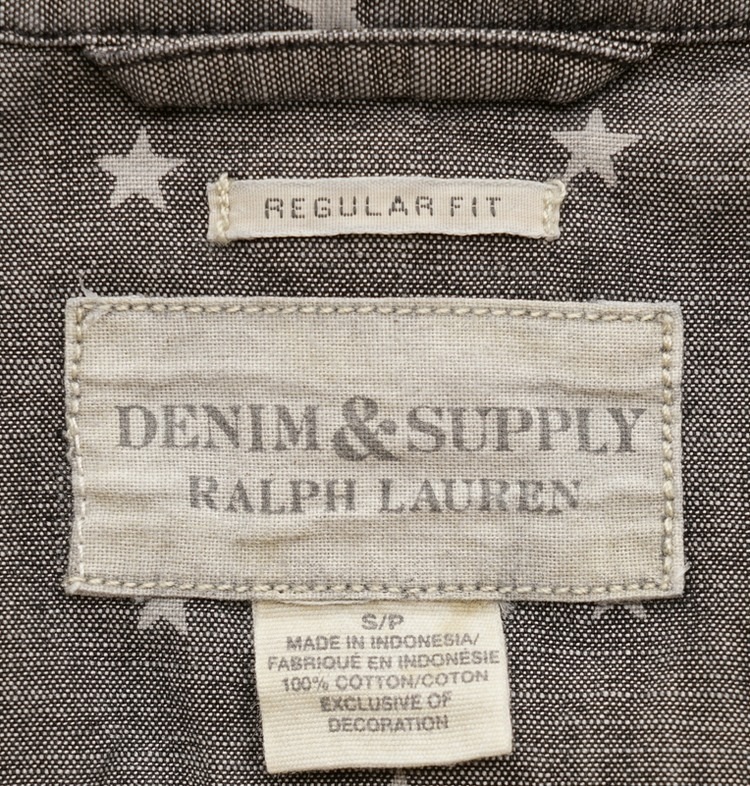 REGULAR FIT
DENIM & SUPPLY
RALPH LAUREN
S/P
MADE IN INDONESIA/
FABRIQUÉ EN INDONÉSIE
100% COTTON/COTON
EXCLUSIVE OF
DECORATION